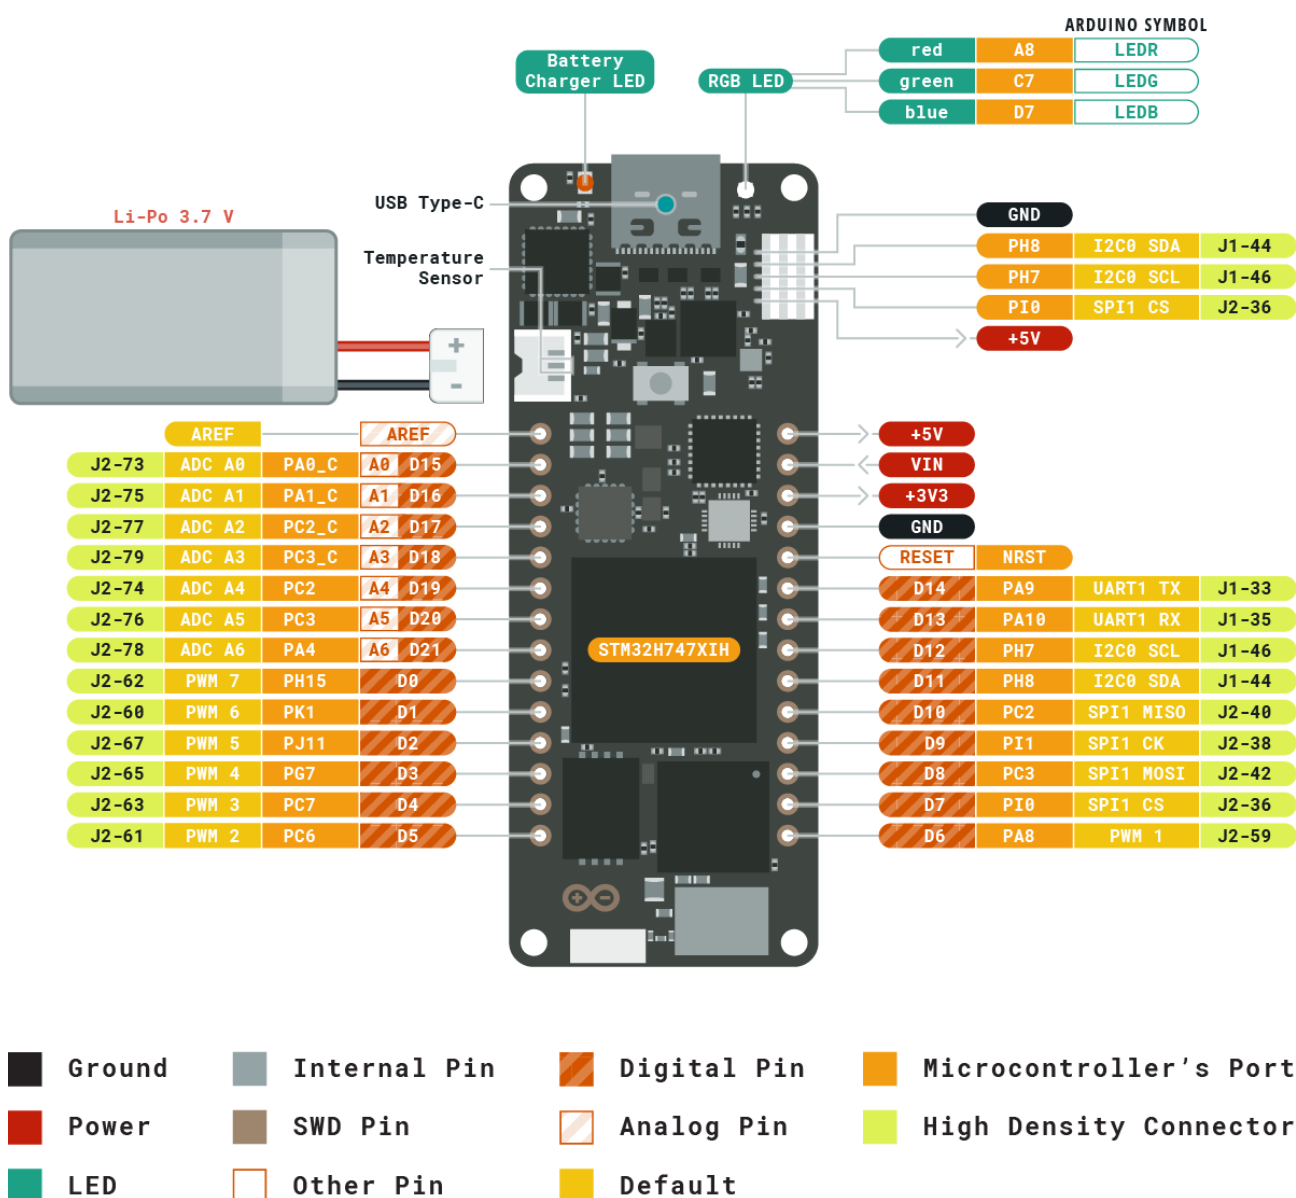 ARDUINO SYMBOL
Battery
Charger LED
RGB LED
red A8 LEDR
green C7 LEDG
blue D7 LEDB
USB Type-C
Li-Po 3.7 V
Temperature
Sensor
+
-
GND
PH8 I2C0 SDA J1-44
PH7 I2C0 SCL J1-46
PI0 SPI1 CS J2-36
+5V
AREF AREF
J2-73 ADC A0 PA0_C A0 D15
J2-75 ADC A1 PA1_C A1 D16
J2-77 ADC A2 PC2_C A2 D17
J2-79 ADC A3 PC3_C A3 D18
J2-74 ADC A4 PC2 A4 D19
J2-76 ADC A5 PC3 A5 D20
J2-78 ADC A6 PA4 A6 D21
J2-62 PWM 7 PH15 D0
J2-60 PWM 6 PK1 D1
J2-67 PWM 5 PJ11 D2
J2-65 PWM 4 PG7 D3
J2-63 PWM 3 PC7 D4
J2-61 PWM 2 PC6 D5
STM32H747XIH
+5V
VIN
+3V3
GND
RESET NRST
D14 PA9 UART1 TX J1-33
D13 PA10 UART1 RX J1-35
D12 PH7 I2C0 SCL J1-46
D11 PH8 I2C0 SDA J1-44
D10 PC2 SPI1 MISO J2-40
D9 PI1 SPI1 CK J2-38
D8 PC3 SPI1 MOSI J2-42
D7 PI0 SPI1 CS J2-36
D6 PA8 PWM 1 J2-59
Ground
Power
LED
Internal Pin
SWD Pin
Other Pin
Digital Pin
Analog Pin
Default
Microcontroller's Port
High Density Connector